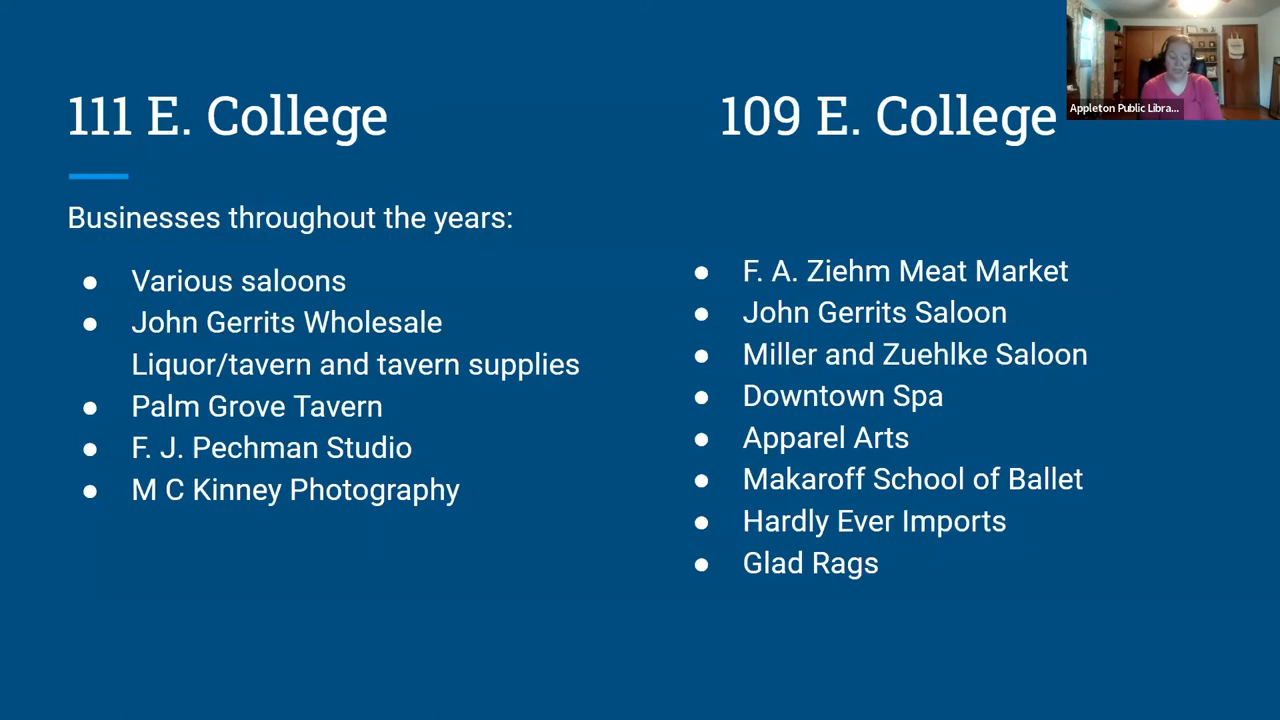 111 E. College
Businesses throughout the years:
● Various saloons
● John Gerrits Wholesale
Liquor/tavern and tavern supplies
● Palm Grove Tavern
● F. J. Pechman Studio
● M C Kinney Photography
109 E. College
● F. A. Ziehm Meat Market
● John Gerrits Saloon
● Miller and Zuehlke Saloon
● Downtown Spa
● Apparel Arts
● Makaroff School of Ballet
● Hardly Ever Imports
● Glad Rags
Appleton Public Libra...